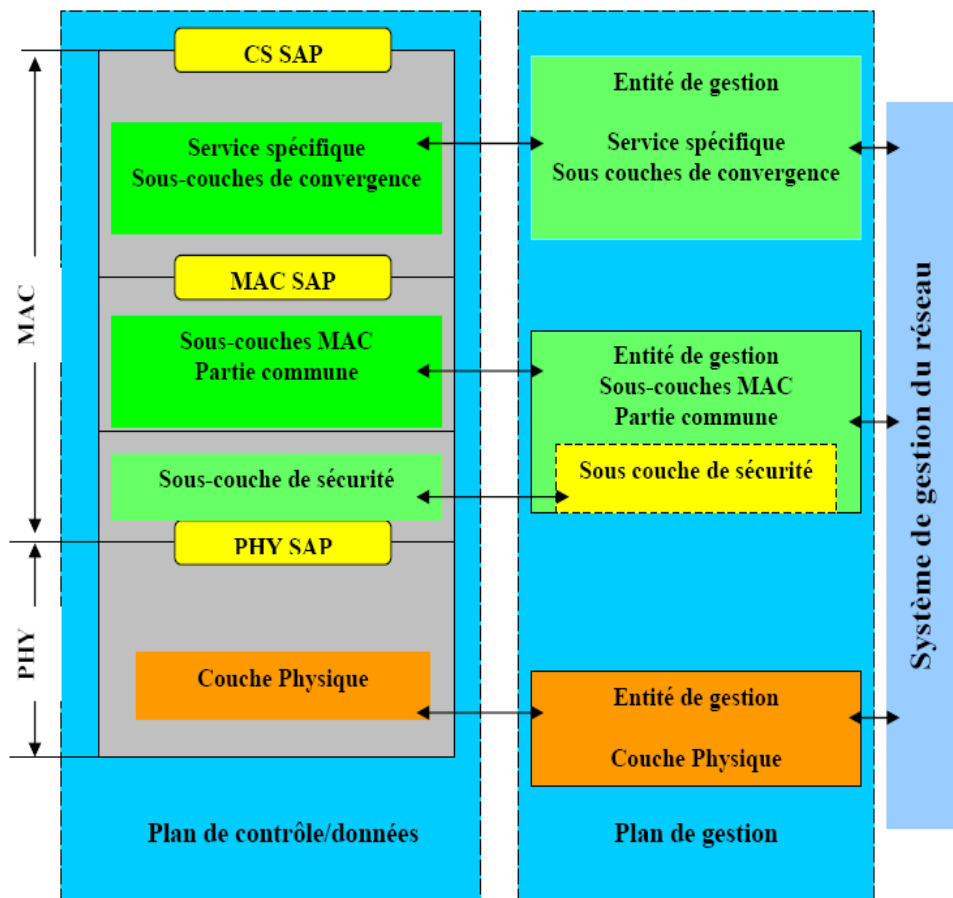 CS SAP
Service spécifique
Sous-couches de convergence
MAC SAP
Sous-couches MAC
Partie commune
Sous-couche de sécurité
PHY SAP
Couche Physique
Plan de contrôle/données
MAC
PHY
Entité de gestion
Service spécifique
Sous couches de convergence
Entité de gestion
Sous-couches MAC
Partie commune
Sous couche de sécurité
Entité de gestion
Couche Physique
Plan de gestion
Système de gestion du réseau